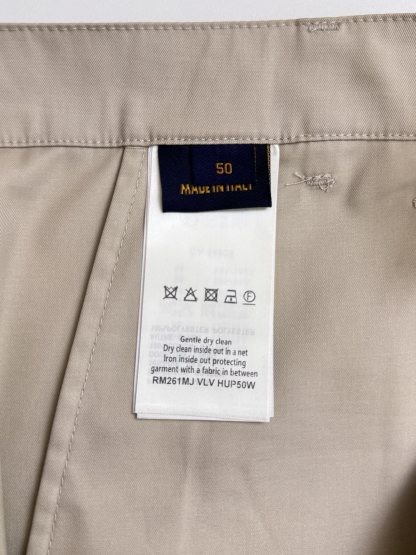 50
MADE IN ITALY
Gentle dry clean
Dry clean inside out in a net
Iron inside out protecting
garment with a fabric in between
RM261MJ VLV HUP50W